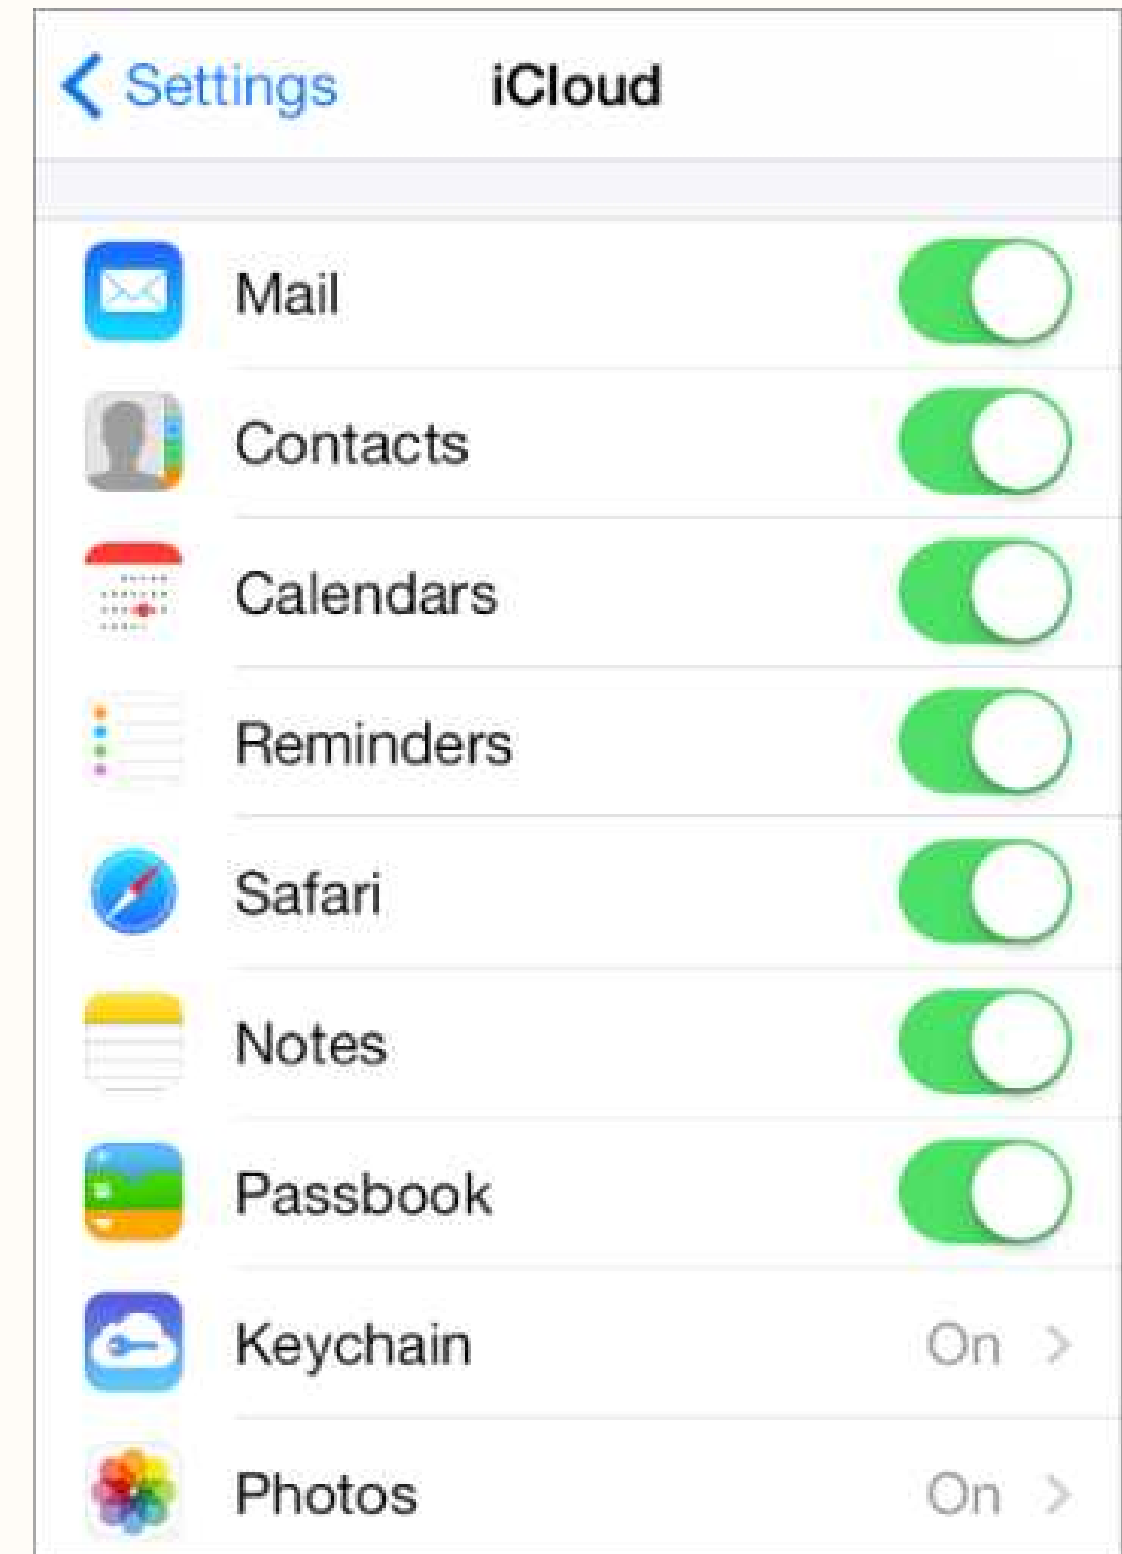 Settings iCloud
Mail
Contacts
Calendars
Reminders
Safari
Notes
Passbook
Keychain On
Photos On